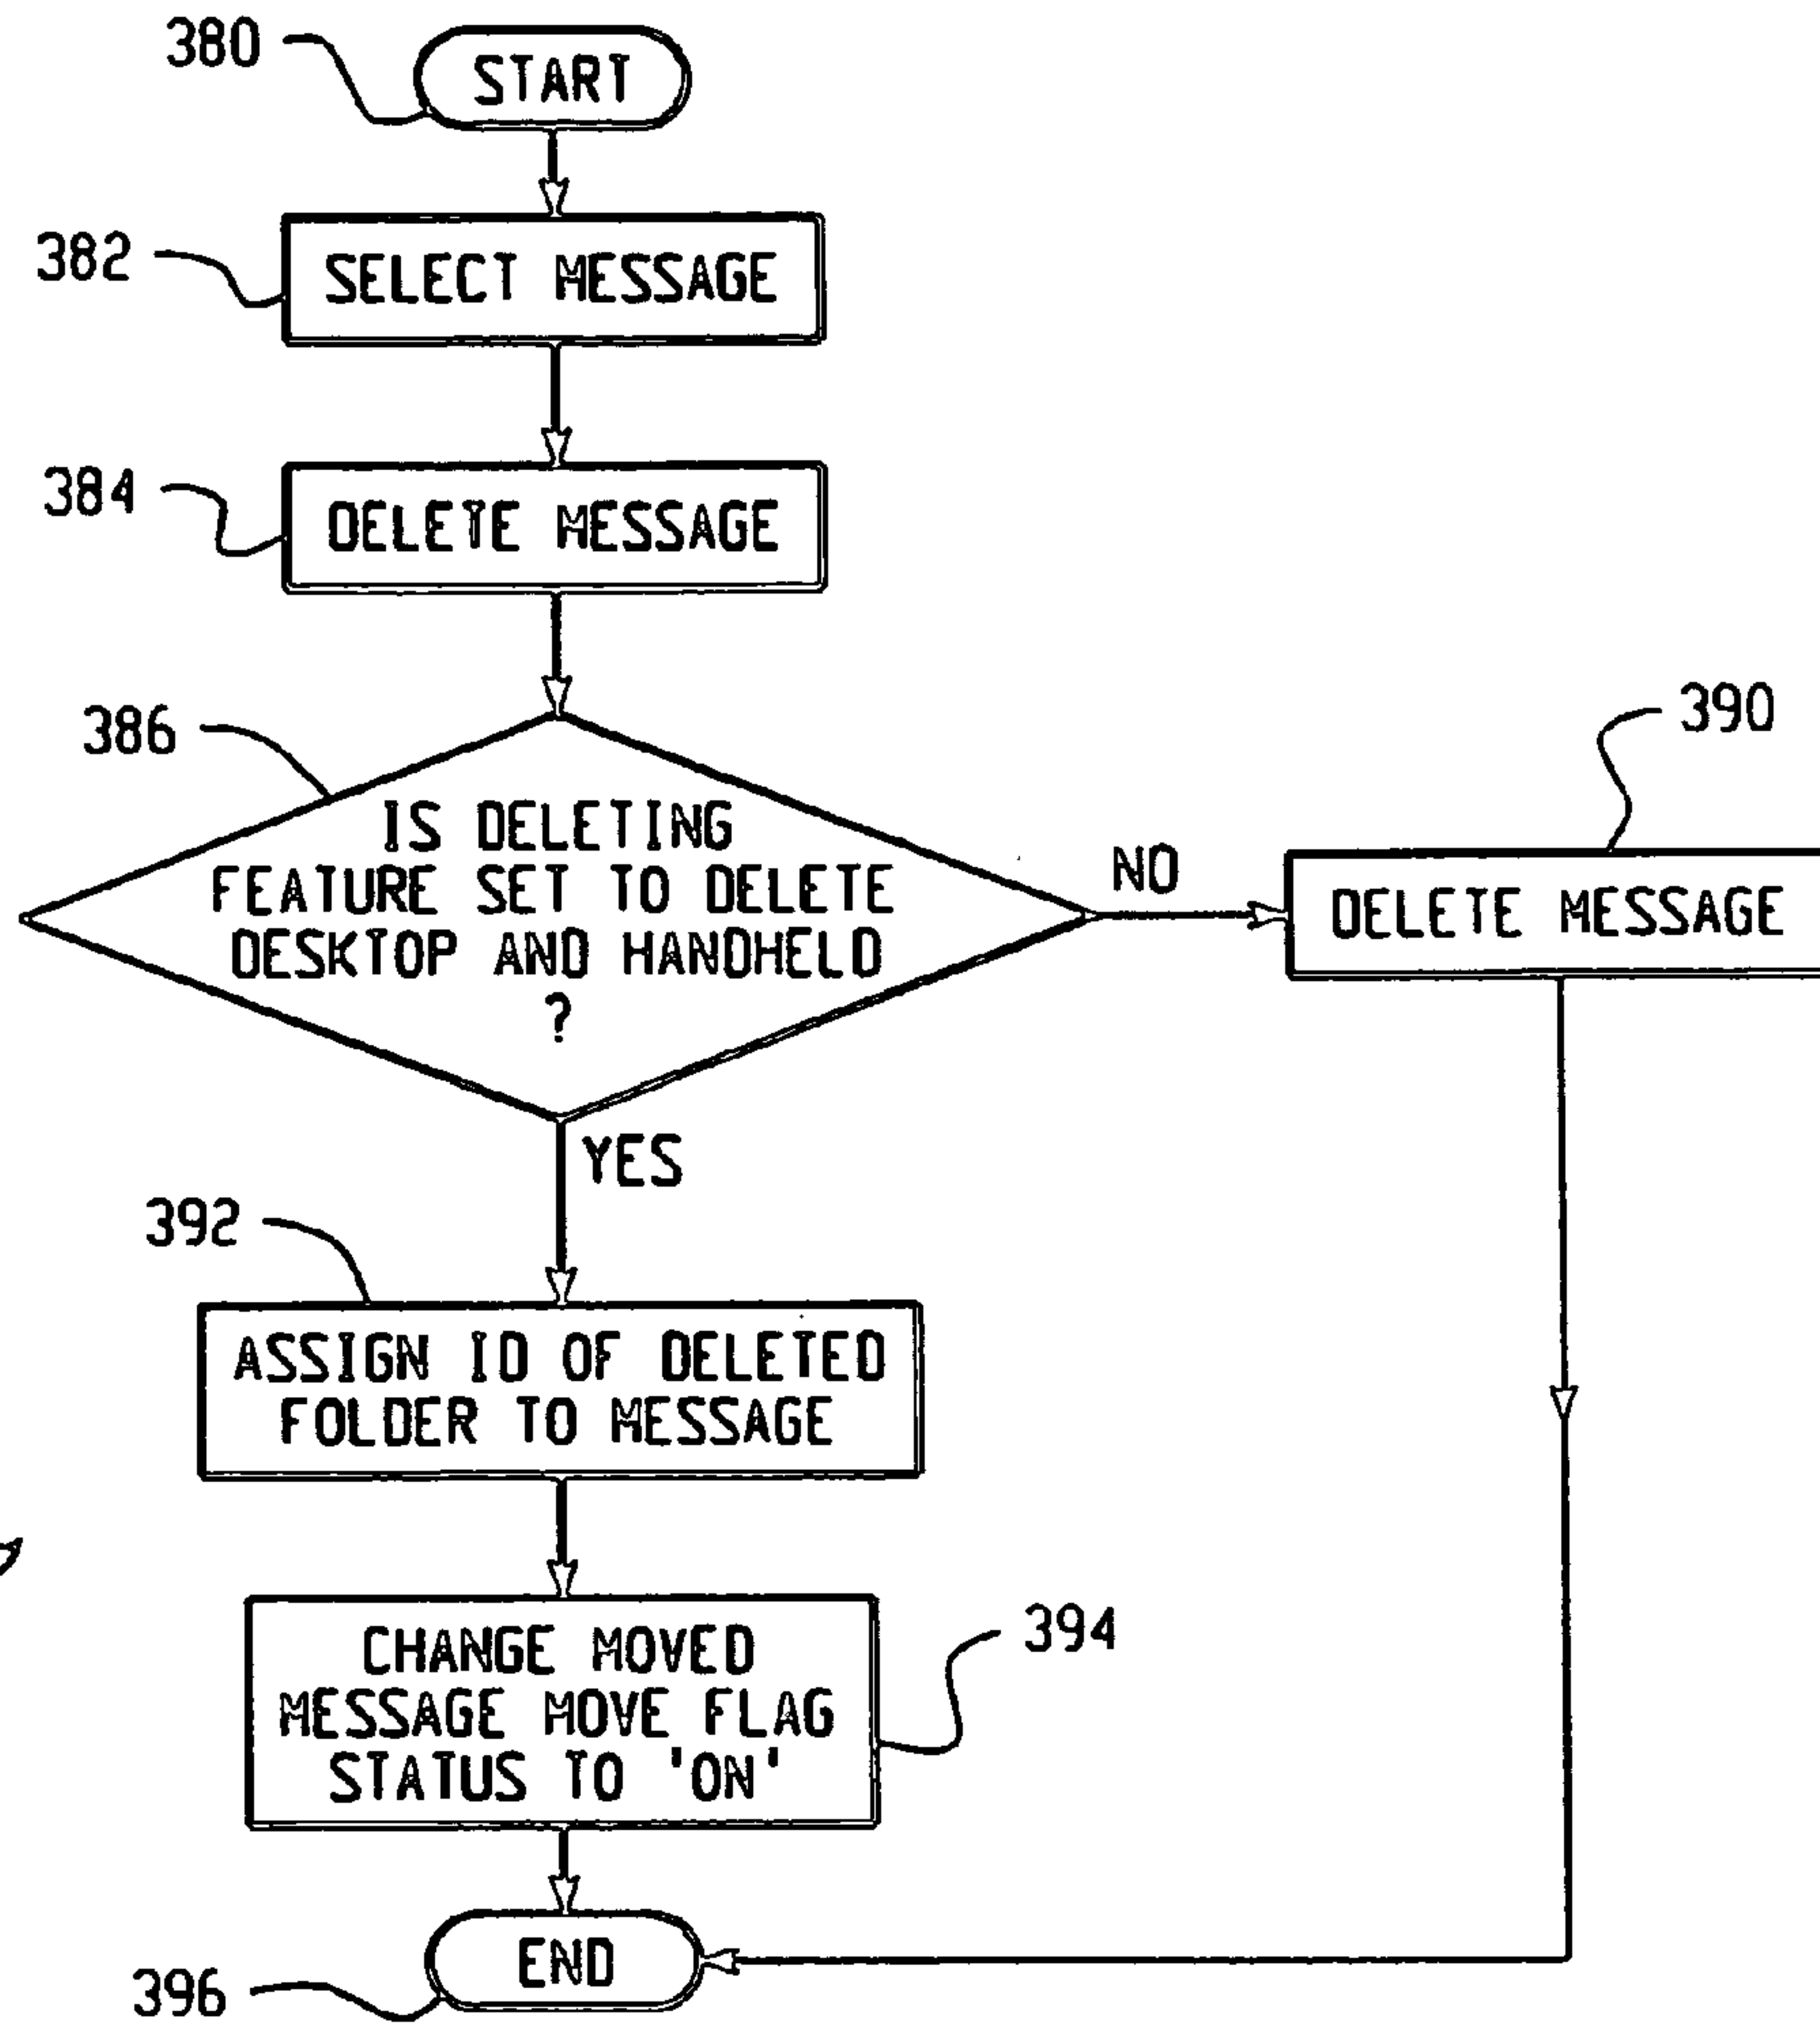 380
START
382
SELECT MESSAGE
384
DELETE MESSAGE
386
IS DELETING
FEATURE SET TO DELETE
DESKTOP AND HANDHELD
?
NO
390
DELETE MESSAGE
YES
392
ASSIGN ID OF DELETED
FOLDER TO MESSAGE
CHANGE MOVED
MESSAGE MOVE FLAG
STATUS TO 'ON'
394
END
396